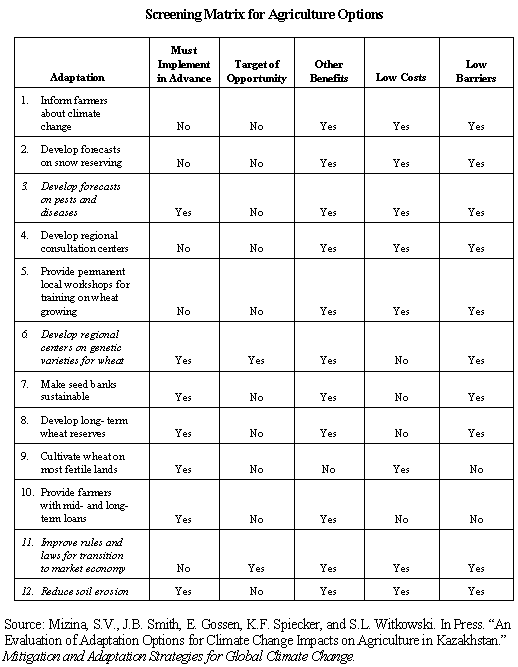 Screening Matrix for Agriculture Options
Adaptation
Must
Implement
in Advance
Target of
Opportunity
Other
Benefits
Low Costs
Low
Barriers
1. Inform farmers
about climate
change
No No Yes Yes Yes
2. Develop forecasts
on snow reserving
No No Yes Yes Yes
3. Develop forecasts
on pests and
diseases
Yes No Yes Yes Yes
4. Develop regional
consultation centers
No No Yes Yes Yes
5. Provide permanent
local workshops for
training on wheat
growing
No No Yes Yes Yes
6. Develop regional
centers on genetic
varieties for wheat
Yes Yes Yes No Yes
7. Make seed banks
sustainable
Yes No Yes No Yes
8. Develop long- term
wheat reserves
Yes No Yes No Yes
9. Cultivate wheat on
most fertile lands
Yes No No Yes No
10. Provide farmers
with mid- and long-
term loans
Yes No Yes No No
11. Improve rules and
laws for transition
to market economy
No Yes Yes Yes Yes
12. Reduce soil erosion
Yes No Yes Yes Yes
Source: Mizina, S.V., J.B. Smith, E. Gossen, K.F. Spiecker, and S.L. Witkowski. In Press. “An
Evaluation of Adaptation Options for Climate Change Impacts on Agriculture in Kazakhstan.”
Mitigation and Adaptation Strategies for Global Climate Change.